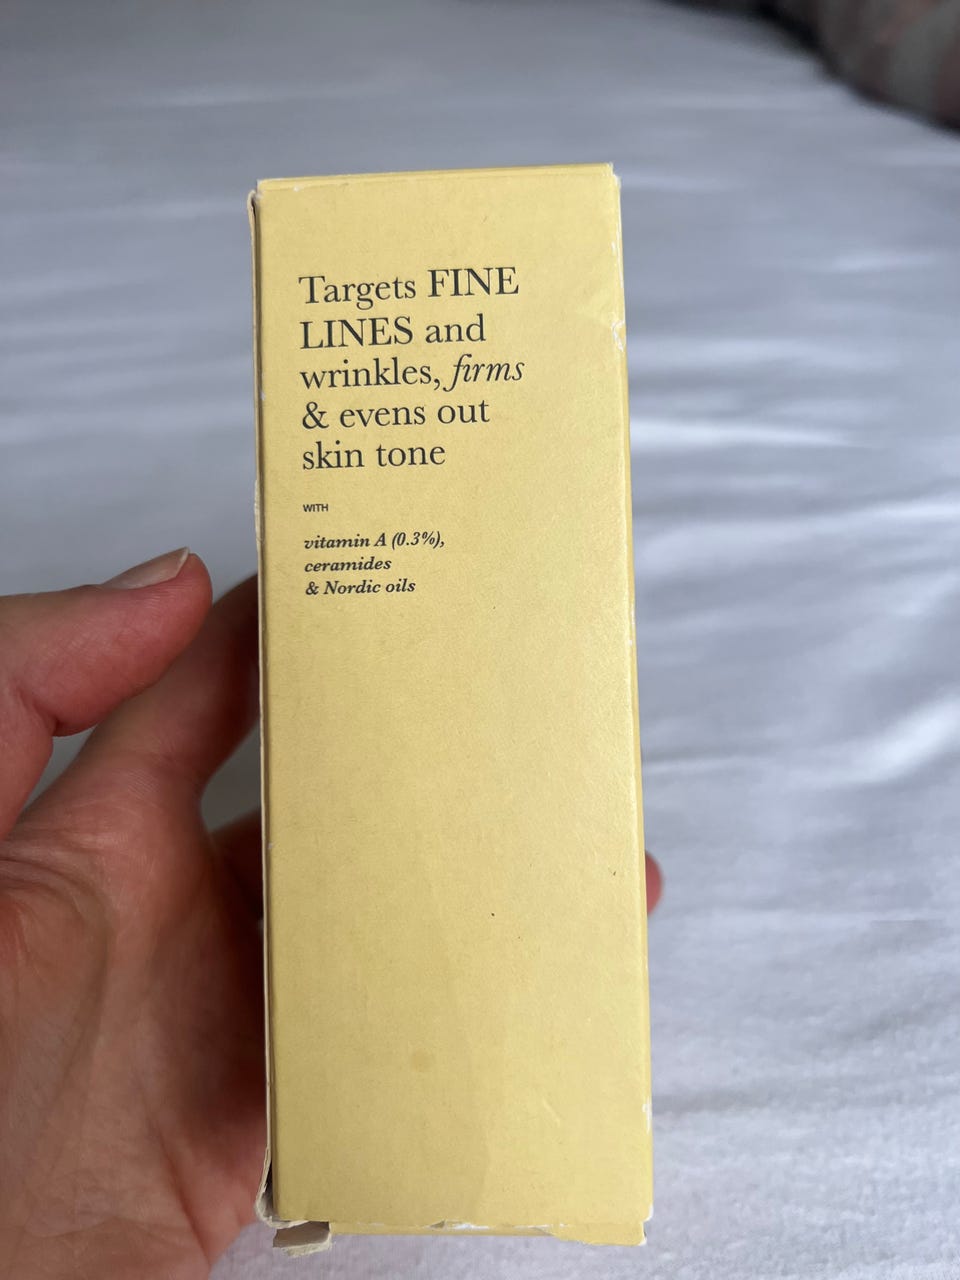 Targets FINE
LINES and
wrinkles, firms
& evens out
skin tone
WITH
vitamin A (0.3%),
ceramides
& Nordic oils